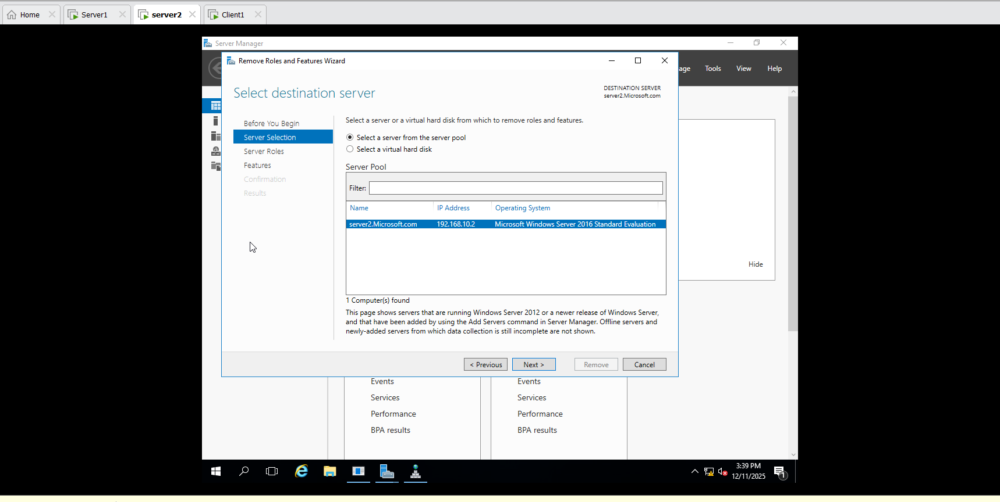 Home
Server1
server2
Client1
Server Manager
Remove Roles and Features Wizard
age
Tools
View
Help
Select destination server
DESTINATION SERVER
server2.Microsoft.com
Before You Begin
Server Selection
Server Roles
Features
Confirmation
Results
Select a server or a virtual hard disk from which to remove roles and features.
Select a server from the server pool
Select a virtual hard disk
Server Pool
Filter:
Name IP Address Operating System
server2.Microsoft.com 192.168.10.2 Microsoft Windows Server 2016 Standard Evaluation
Hide
1 Computer(s) found
This page shows servers that are running Windows Server 2012 or a newer release of Windows Server,
and that have been added by using the Add Servers command in Server Manager. Offline servers and
newly-added servers from which data collection is still incomplete are not shown.
< Previous
Next >
Remove
Cancel
Events
Services
Performance
BPA results
Events
Services
Performance
BPA results
3:39 PM
12/11/2025
1